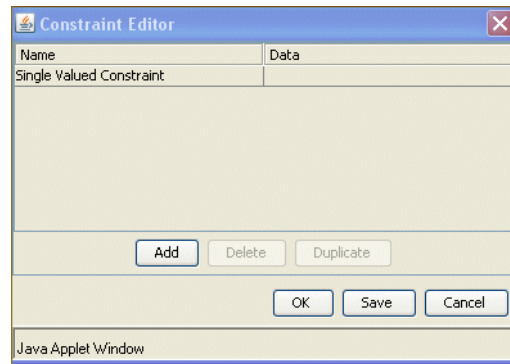 Constraint Editor
Name Data
Single Valued Constraint
Add Delete Duplicate
OK Save Cancel
Java Applet Window